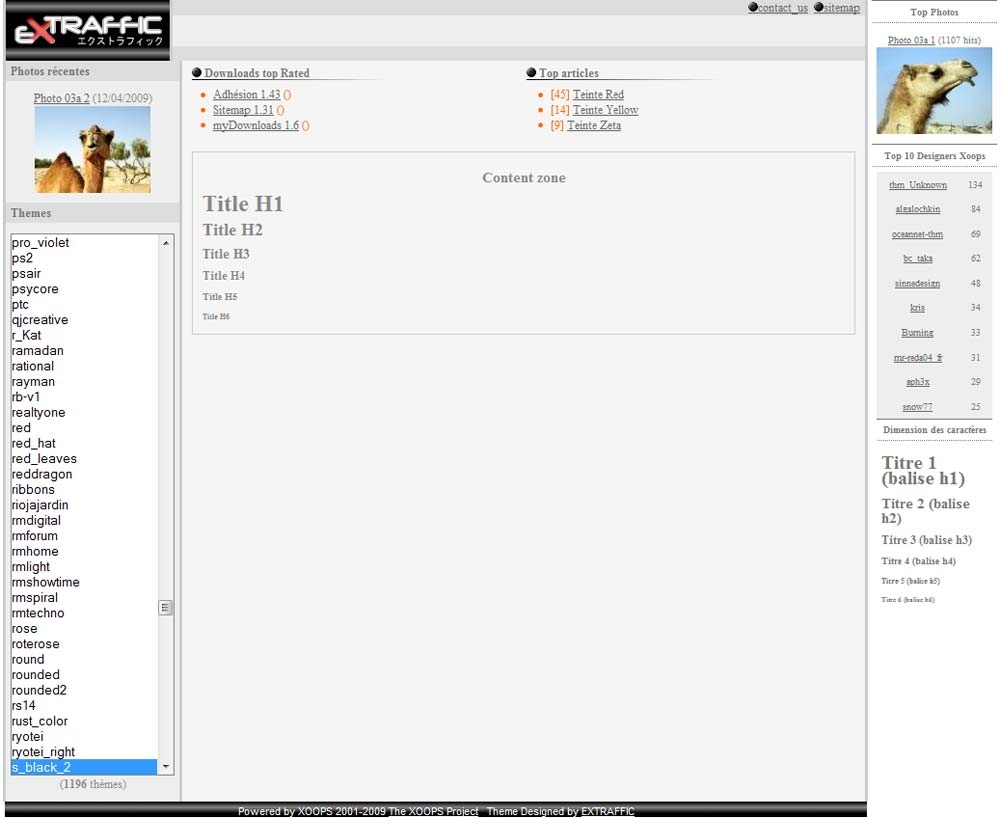 eXTRAFFIC
エクストラフィック
contact_us sitemap
Photos récentes
Photo 03a 2 (12/04/2009)
Themes
pro_violet
ps2
psair
psycore
ptc
qjcreative
r_Kat
ramadan
rational
rayman
rb-v1
realtyone
red
red_hat
red_leaves
reddragon
ribbons
riojajardin
rmdigital
rmforum
rmhome
rmlight
rmshowtime
rmspiral
rmtechno
rose
roterose
round
rounded
rounded2
rs14
rust_color
ryotei
ryotei_right
s_black_2
(1196 thèmes)
Downloads top Rated
Adhésion 1.43 ()
Sitemap 1.31 ()
myDownloads 1.6 ()
Top articles
[45] Teinte Red
[14] Teinte Yellow
[9] Teinte Zeta
Content zone
Title H1
Title H2
Title H3
Title H4
Title H5
Title H6
Top Photos
Photo 03a 1 (1107 hits)
Top 10 Designers Xoops
thm_Unknown 134
algalochkin 84
oceannet-thm 69
bc_taka 62
sinnedesign 48
kris 34
Burning 33
mr-reda04_fr 31
aph3x 29
snow77 25
Dimension des caractères
Titre 1
(balise h1)
Titre 2 (balise
h2)
Titre 3 (balise h3)
Titre 4 (balise h4)
Titre 5 (balise h5)
Titre 6 (balise h6)
Powered by XOOPS 2001-2009 The XOOPS Project Theme Designed by EXTRAFFIC